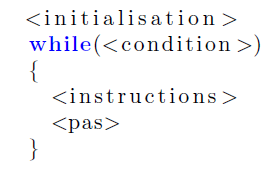 <initialisation>
while(<condition>)
{
<instructions>
<pas>
}